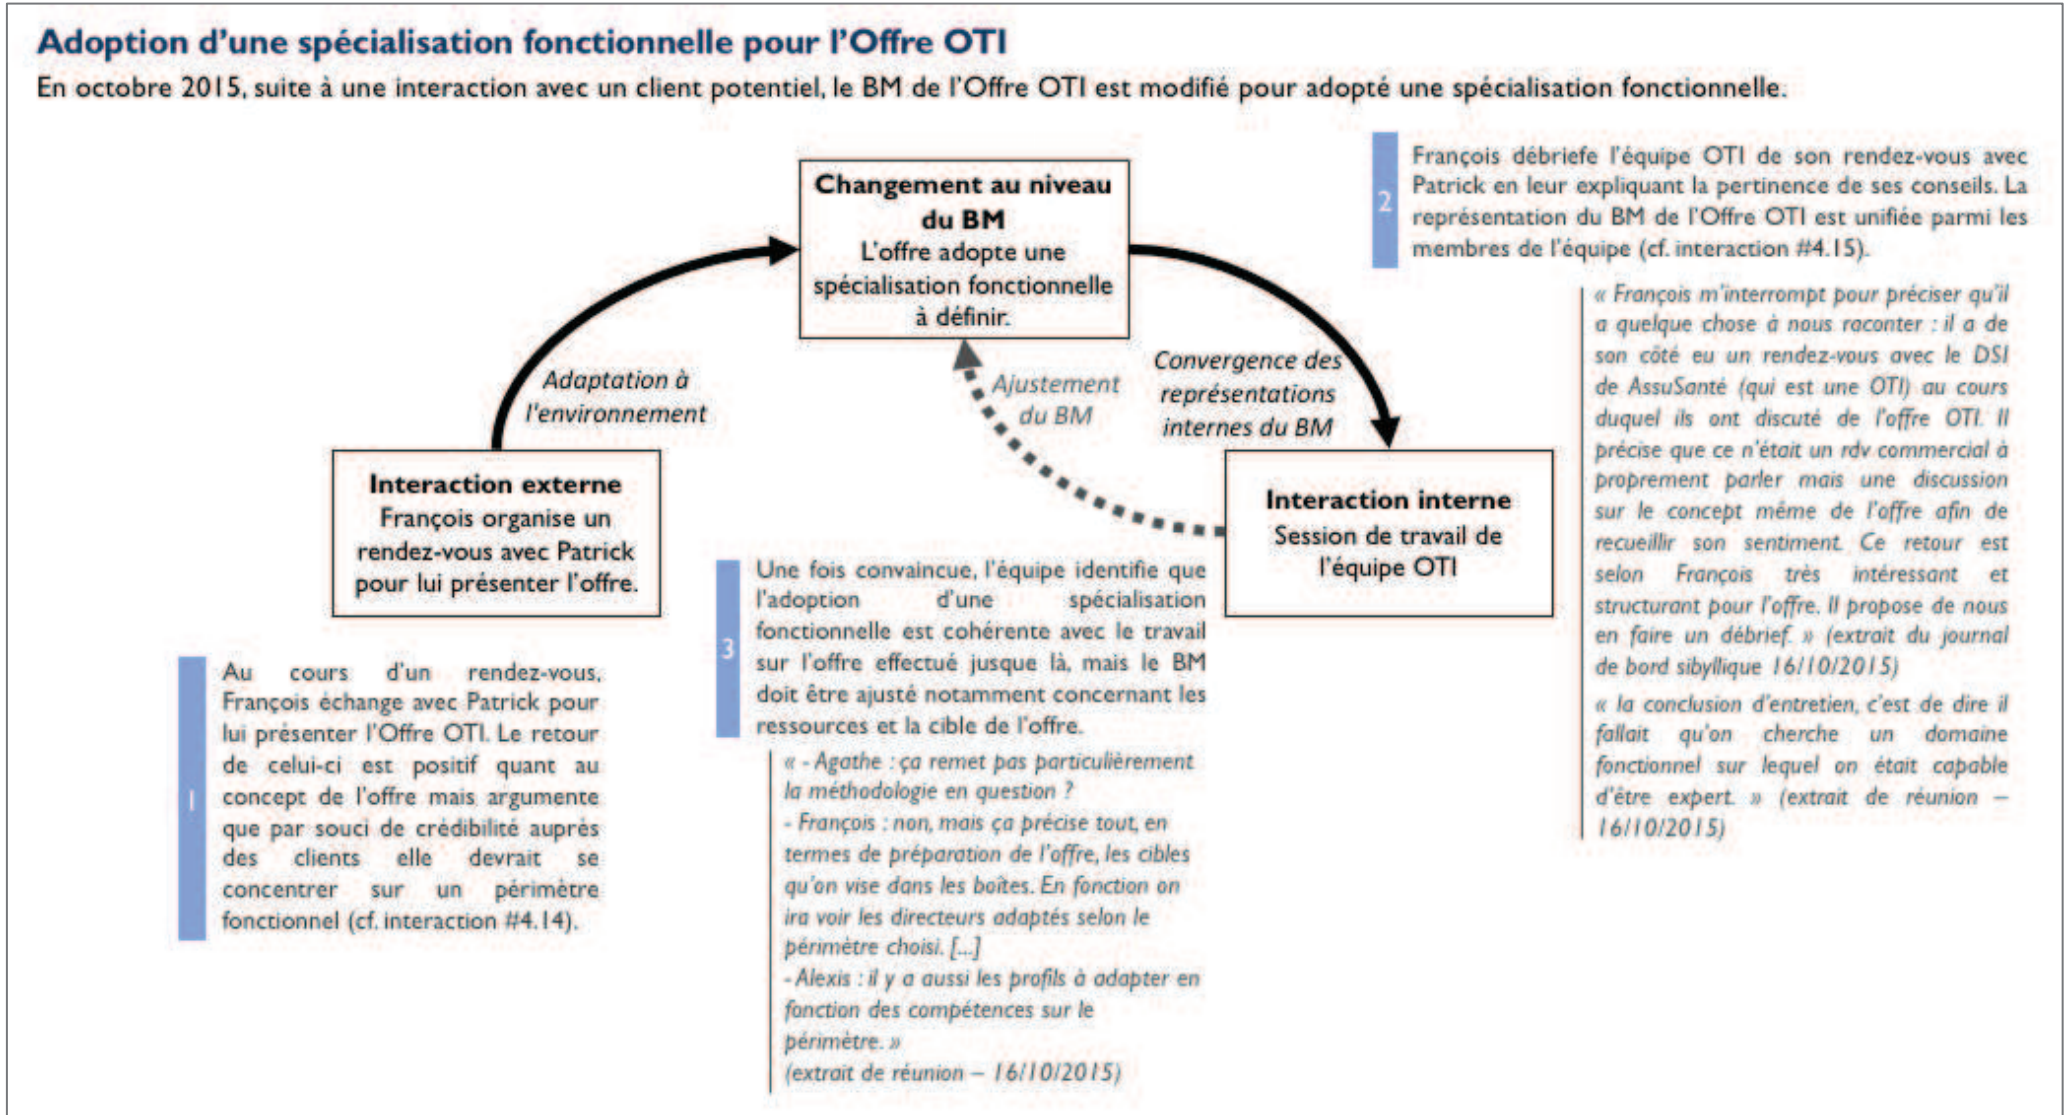 Adoption d'une spécialisation fonctionnelle pour l'Offre OTI
En octobre 2015, suite à une interaction avec un client potentiel, le BM de l'Offre OTI est modifié pour adopté une spécialisation fonctionnelle.
Changement au niveau
du BM
L'offre adopte une
spécialisation fonctionnelle
à définir.
Adaptation à
l'environnement
Ajustement
du BM
Convergence des
représentations
internes du BM
Interaction externe
François organise un
rendez-vous avec Patrick
pour lui présenter l'offre.
Interaction interne
Session de travail de
l'équipe OTI
1
Au cours d'un rendez-vous,
François échange avec Patrick pour
lui présenter l'Offre OTI. Le retour
de celui-ci est positif quant au
concept de l'offre mais argumente
que par souci de crédibilité auprès
des clients elle devrait se
concentrer sur un périmètre
fonctionnel (cf. interaction #4.14).
2
François débriefe l'équipe OTI de son rendez-vous avec
Patrick en leur expliquant la pertinence de ses conseils. La
représentation du BM de l'Offre OTI est unifiée parmi les
membres de l'équipe (cf. interaction #4.15).
« François m'interrompt pour préciser qu'il
a quelque chose à nous raconter : il a de
son côté eu un rendez-vous avec le DSI
de AssuSanté (qui est une OTI) au cours
duquel ils ont discuté de l'offre OTI. Il
précise que ce n'était un rdv commercial à
proprement parler mais une discussion
sur le concept même de l'offre afin de
recueillir son sentiment. Ce retour est
selon François très intéressant et
structurant pour l'offre. Il propose de nous
en faire un débrief. » (extrait du journal
de bord sibyllique 16/10/2015)
« la conclusion d'entretien, c'est de dire il
fallait qu'on cherche un domaine
fonctionnel sur lequel on était capable
d'être expert. » (extrait de réunion –
16/10/2015)
3
Une fois convaincue, l'équipe identifie que
l'adoption d'une spécialisation
fonctionnelle est cohérente avec le travail
sur l'offre effectué jusque là, mais le BM
doit être ajusté notamment concernant les
ressources et la cible de l'offre.
« - Agathe : ça remet pas particulièrement
la méthodologie en question ?
- François : non, mais ça précise tout, en
termes de préparation de l'offre, les cibles
qu'on vise dans les boîtes. En fonction on
ira voir les directeurs adaptés selon le
périmètre choisi. [...]
- Alexis : il y a aussi les profils à adapter en
fonction des compétences sur le
périmètre. »
(extrait de réunion – 16/10/2015)